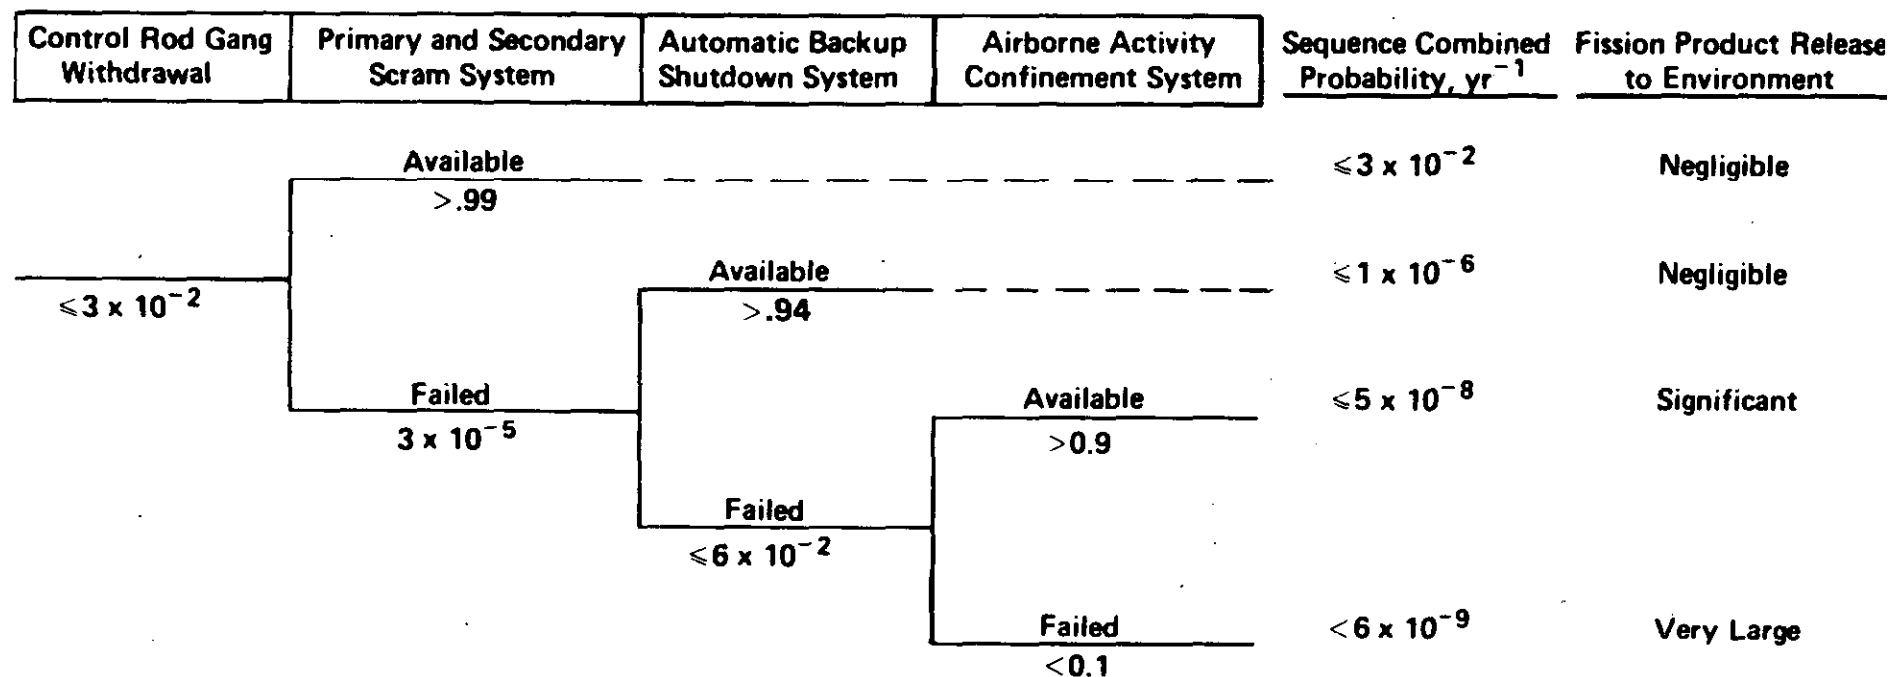 Control Rod Gang Withdrawal
Primary and Secondary Scram System
Automatic Backup Shutdown System
Airborne Activity Confinement System
Sequence Combined Probability, yr⁻¹
Fission Product Release to Environment
Available
>.99
≤3 x 10⁻²
Negligible
≤3 x 10⁻²
Available
>.94
≤1 x 10⁻⁶
Negligible
Failed
3 x 10⁻⁵
Available
>0.9
≤5 x 10⁻⁸
Significant
Failed
≤6 x 10⁻²
Failed
<0.1
<6 x 10⁻⁹
Very Large